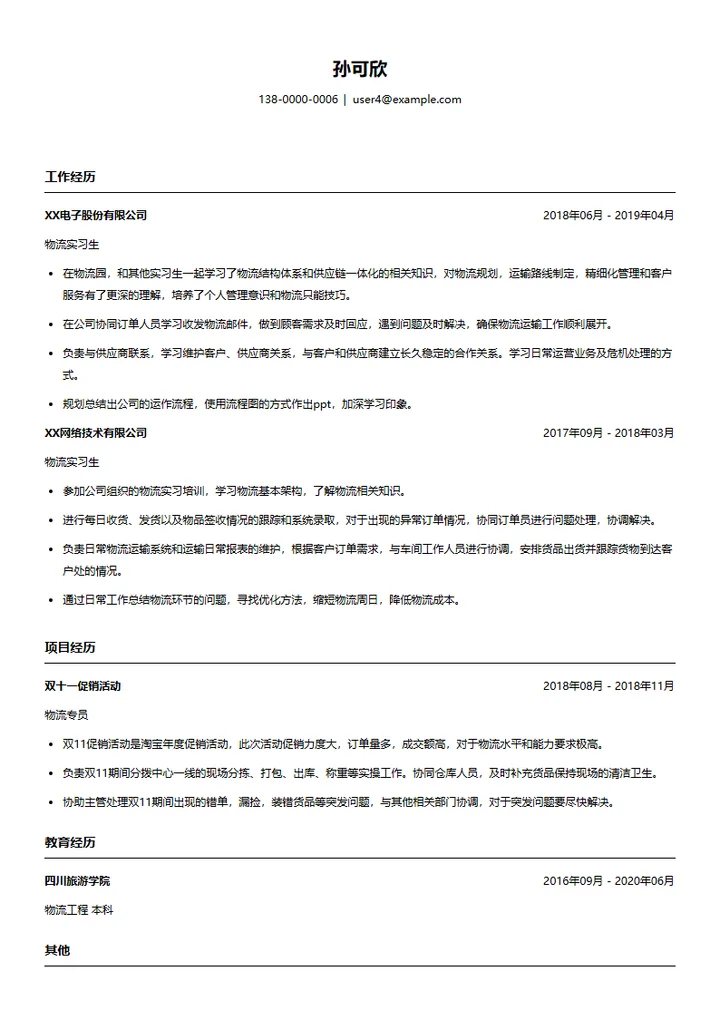 孙可欣
138-0000-0006 | user4@example.com
工作经历
XX电子股份有限公司 2018年06月 - 2019年04月
物流实习生
• 在物流园，和其他实习生一起学习了物流结构体系和供应链一体化的相关知识，对物流规划，运输路线制定，精细化管理和客户
服务有了更深的理解，培养了个人管理意识和物流只能技巧。
• 在公司协同订单人员学习收发物流邮件，做到顾客需求及时回应，遇到问题及时解决，确保物流运输工作顺利展开。
• 负责与供应商联系，学习维护客户、供应商关系，与客户和供应商建立长久稳定的合作关系。学习日常运营业务及危机处理的方
式。
• 规划总结出公司的运作流程，使用流程图的方式作出ppt，加深学习印象。
XX网络技术有限公司 2017年09月 - 2018年03月
物流实习生
• 参加公司组织的物流实习培训，学习物流基本架构，了解物流相关知识。
• 进行每日收货、发货以及物品签收情况的跟踪和系统录取，对于出现的异常订单情况，协同订单员进行问题处理，协调解决。
• 负责日常物流运输系统和运输日常报表的维护，根据客户订单需求，与车间工作人员进行协调，安排货品出货并跟踪货物到达客
户处的情况。
• 通过日常工作总结物流环节的问题，寻找优化方法，缩短物流周日，降低物流成本。
项目经历
双十一促销活动 2018年08月 - 2018年11月
物流专员
• 双11促销活动是淘宝年度促销活动，此次活动促销力度大，订单量多，成交额高，对于物流水平和能力要求极高。
• 负责双11期间分拨中心一线的现场分拣、打包、出库、称重等实操工作。协同仓库人员，及时补充货品保持现场的清洁卫生。
• 协助主管处理双11期间出现的错单，漏捡，装错货品等突发问题，与其他相关部门协调，对于突发问题要尽快解决。
教育经历
四川旅游学院 2016年09月 - 2020年06月
物流工程 本科
其他